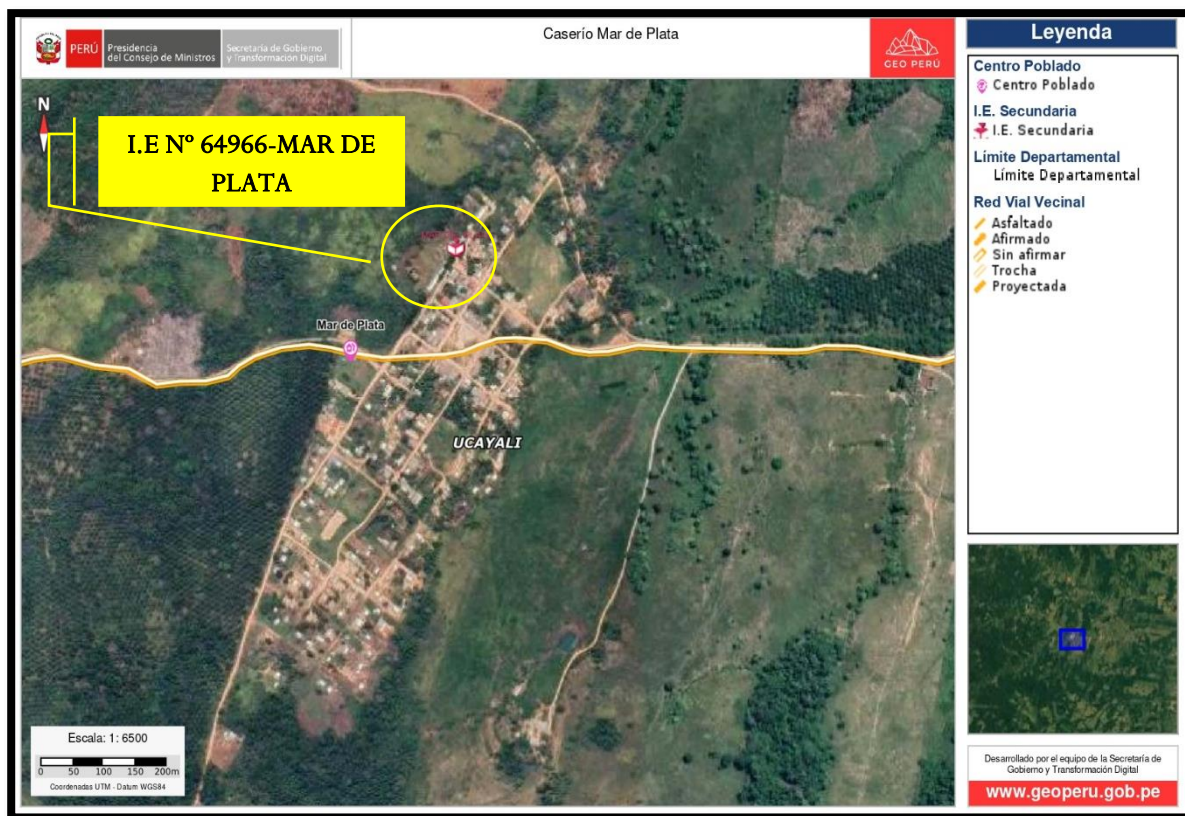 PERÚ
Presidencia
del Consejo de Ministros
Secretaría de Gobierno
y Transformación Digital
Caserío Mar de Plata
GEO PERÚ
N
I.E Nº 64966-MAR DE
PLATA
Mar de Plata
UCAYALI
Escala: 1: 6500
0 50 100 150 200m
Coordenadas UTM - Datum WGS84
Leyenda
Centro Poblado
Centro Poblado
I.E. Secundaria
I.E. Secundaria
Límite Departamental
Límite Departamental
Red Vial Vecinal
Asfaltado
Afirmado
Sin afirmar
Trocha
Proyectada
Desarrollado por el equipo de la Secretaría de
Gobierno y Transformación Digital
www.geoperu.gob.pe